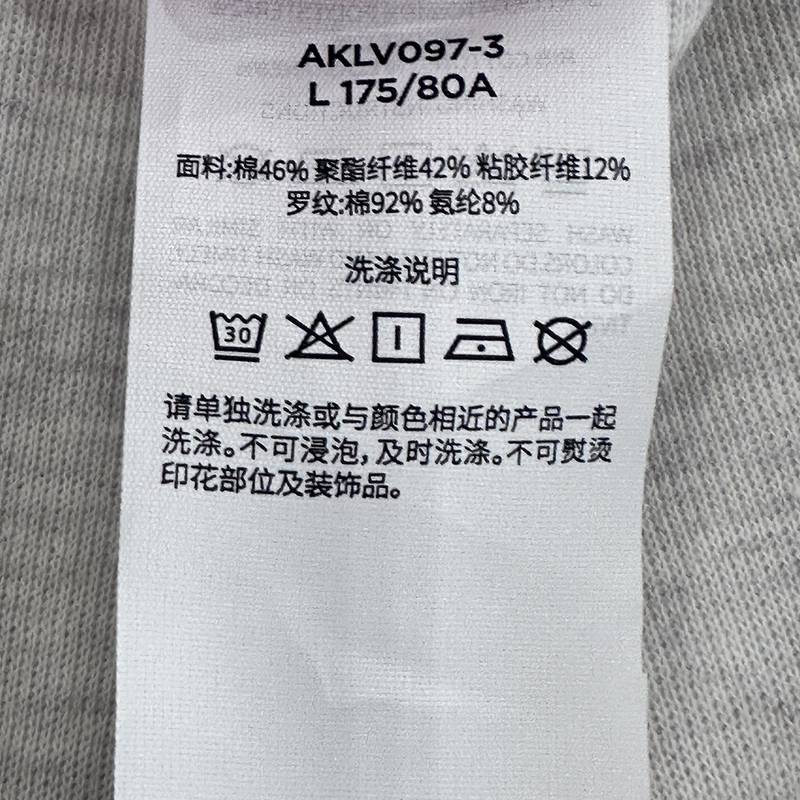 AKLV097-3
L 175/80A
面料:棉46% 聚酯纤维42% 粘胶纤维12%
罗纹:棉92% 氨纶8%
洗涤说明
30
请单独洗涤或与颜色相近的产品一起
洗涤。不可浸泡,及时洗涤。不可熨烫
印花部位及装饰品。